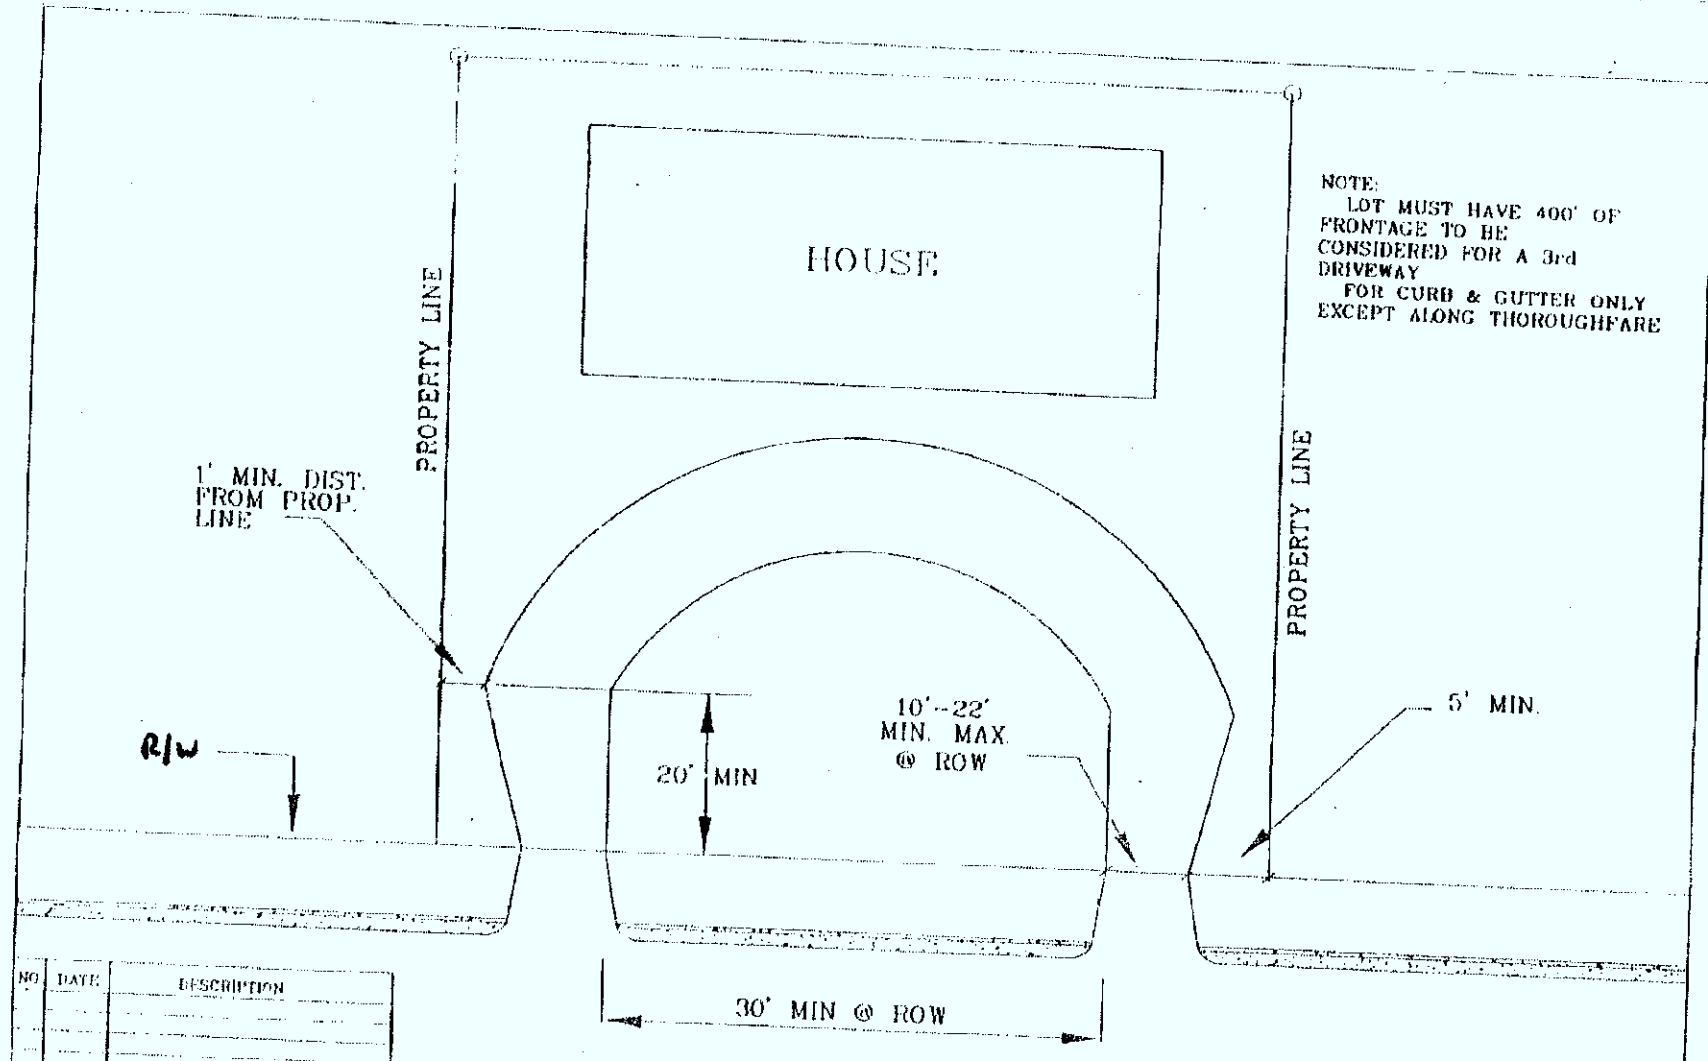 NOTE:
LOT MUST HAVE 400' OF
FRONTAGE TO BE
CONSIDERED FOR A 3rd
DRIVEWAY
FOR CURB & GUTTER ONLY
EXCEPT ALONG THOROUGHFARE
HOUSE
PROPERTY LINE
PROPERTY LINE
1' MIN. DIST.
FROM PROP.
LINE
R/W
20' MIN
10'-22'
MIN. MAX.
@ ROW
5' MIN.
30' MIN @ ROW
NO DATE DESCRIPTION